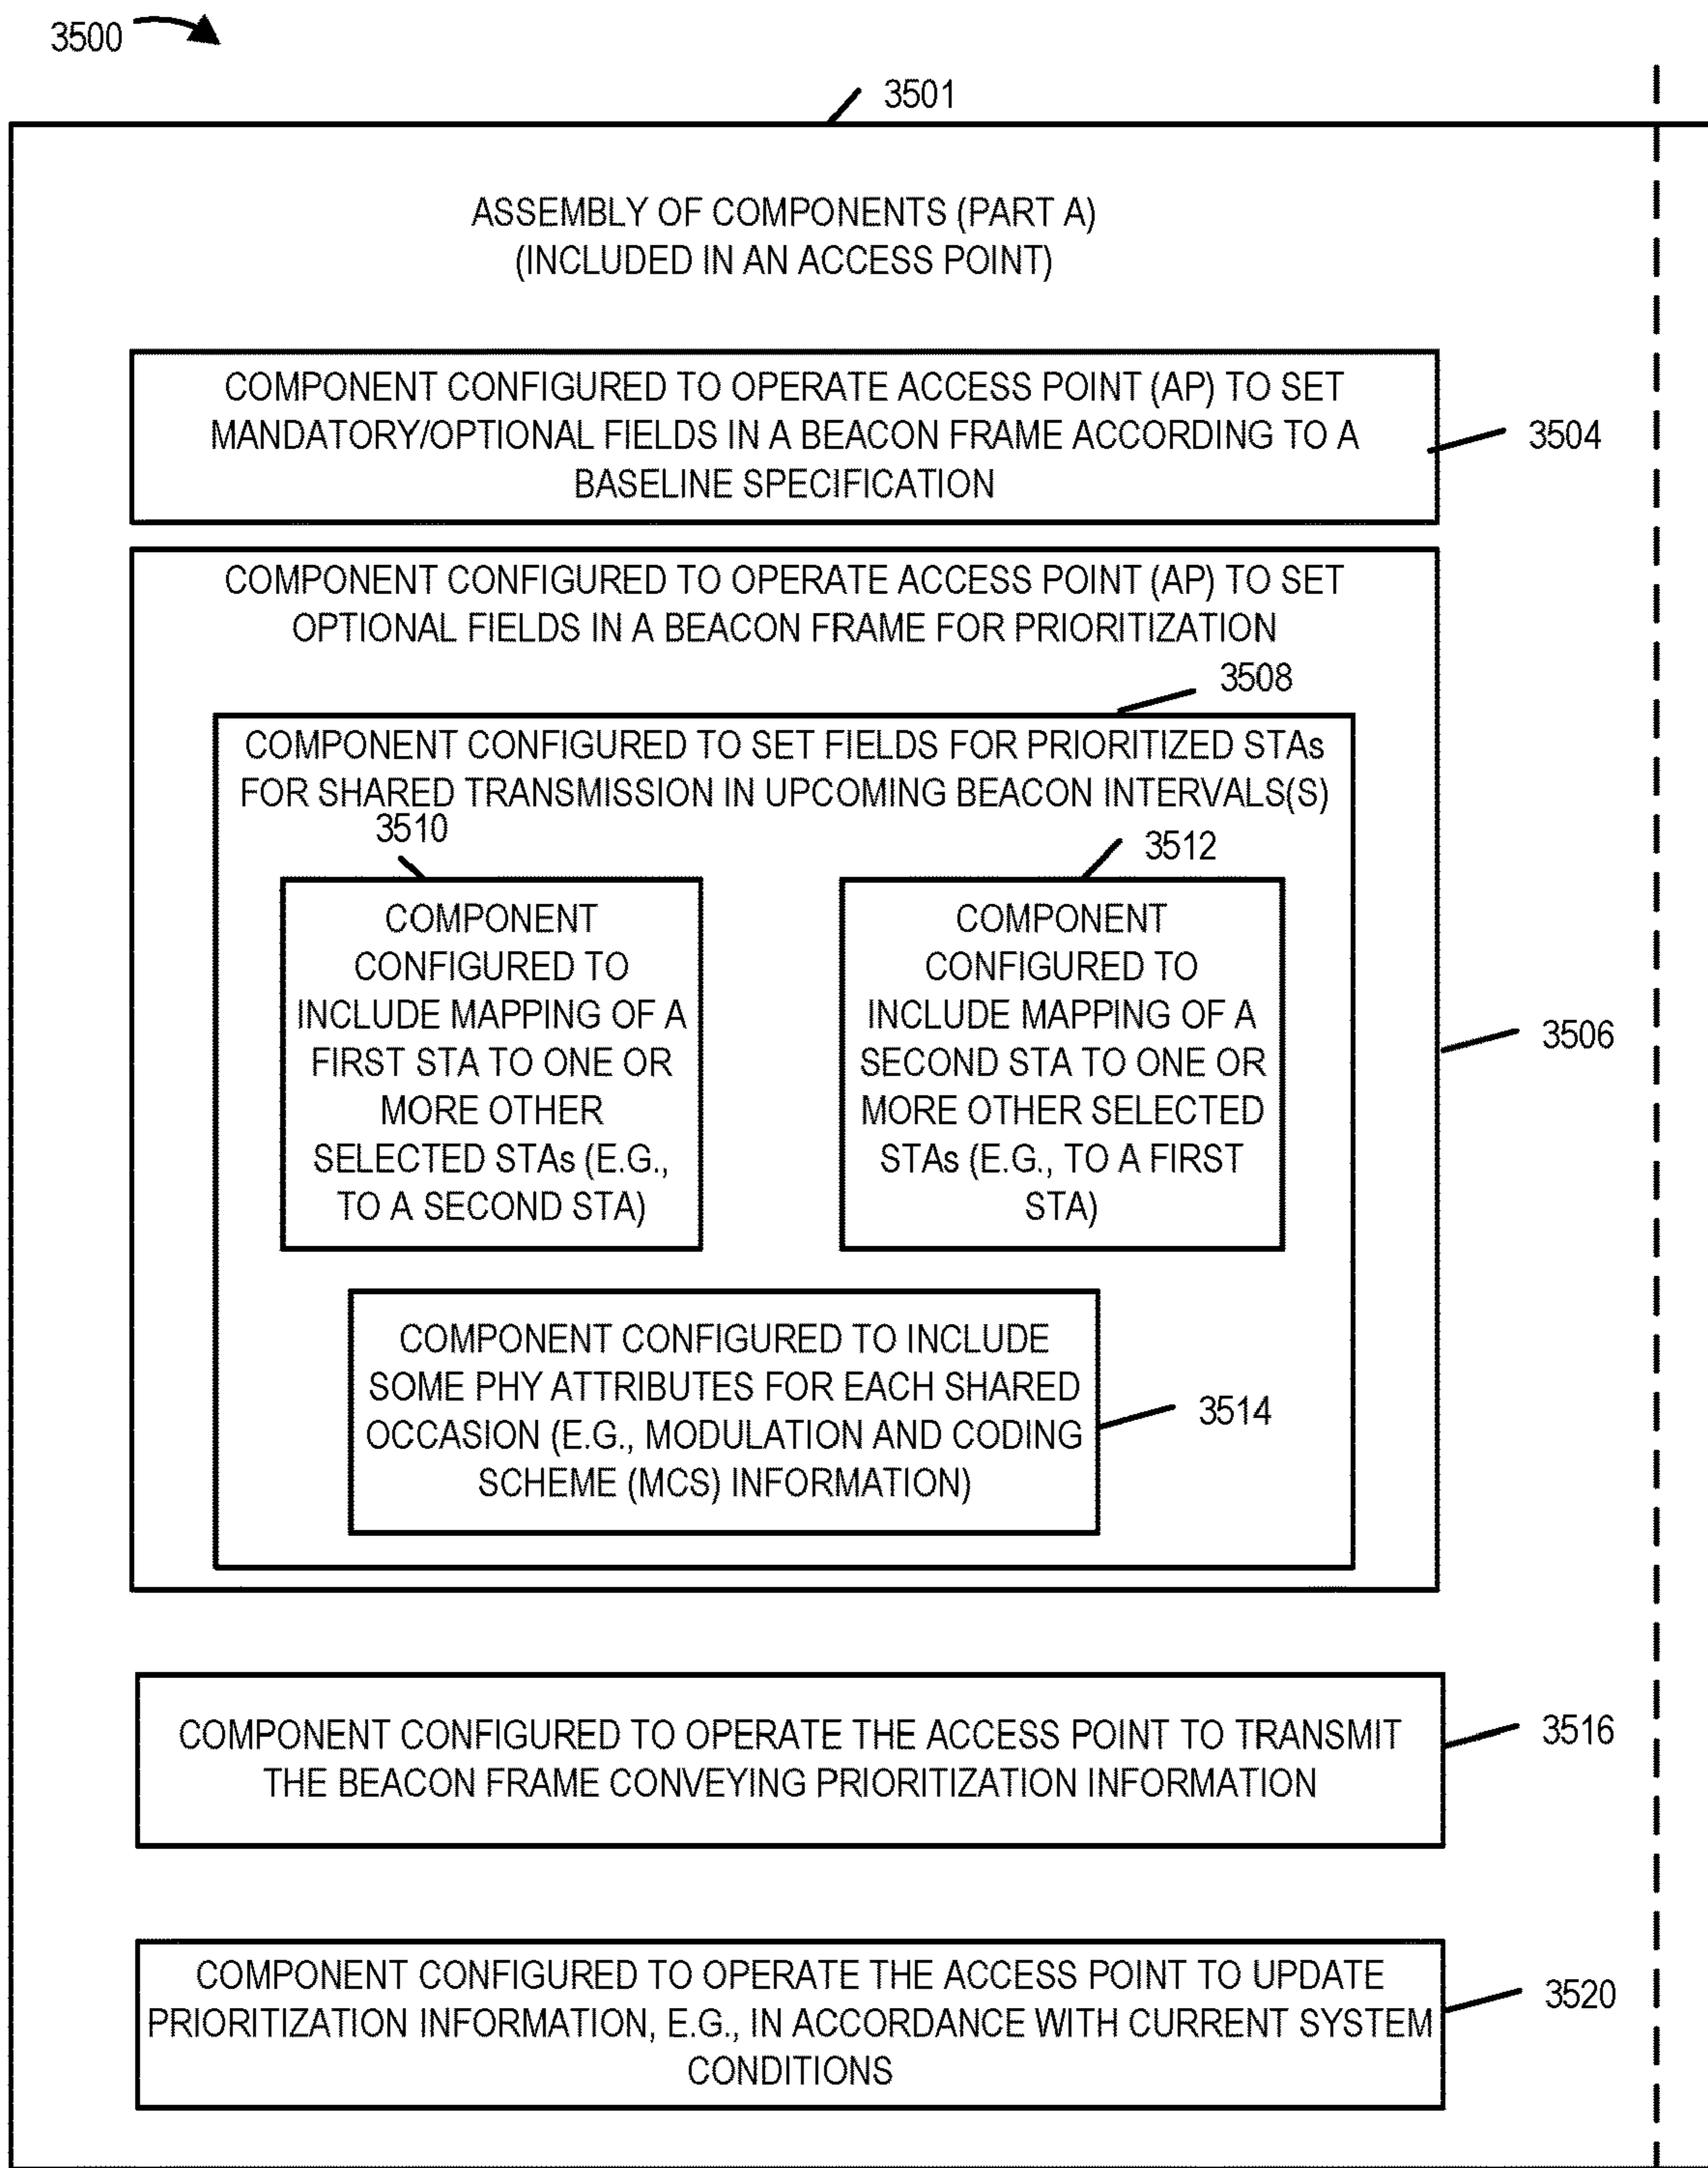 3500
3501
ASSEMBLY OF COMPONENTS (PART A)
(INCLUDED IN AN ACCESS POINT)
COMPONENT CONFIGURED TO OPERATE ACCESS POINT (AP) TO SET
MANDATORY/OPTIONAL FIELDS IN A BEACON FRAME ACCORDING TO A
BASELINE SPECIFICATION
3504
COMPONENT CONFIGURED TO OPERATE ACCESS POINT (AP) TO SET
OPTIONAL FIELDS IN A BEACON FRAME FOR PRIORITIZATION
3508
COMPONENT CONFIGURED TO SET FIELDS FOR PRIORITIZED STAs
FOR SHARED TRANSMISSION IN UPCOMING BEACON INTERVALS(S)
3510
COMPONENT
CONFIGURED TO
INCLUDE MAPPING OF A
FIRST STA TO ONE OR
MORE OTHER
SELECTED STAs (E.G.,
TO A SECOND STA)
3512
COMPONENT
CONFIGURED TO
INCLUDE MAPPING OF A
SECOND STA TO ONE OR
MORE OTHER SELECTED
STAs (E.G., TO A FIRST
STA)
3506
COMPONENT CONFIGURED TO INCLUDE
SOME PHY ATTRIBUTES FOR EACH SHARED
OCCASION (E.G., MODULATION AND CODING
SCHEME (MCS) INFORMATION)
3514
COMPONENT CONFIGURED TO OPERATE THE ACCESS POINT TO TRANSMIT
THE BEACON FRAME CONVEYING PRIORITIZATION INFORMATION
3516
COMPONENT CONFIGURED TO OPERATE THE ACCESS POINT TO UPDATE
PRIORITIZATION INFORMATION, E.G., IN ACCORDANCE WITH CURRENT SYSTEM
CONDITIONS
3520